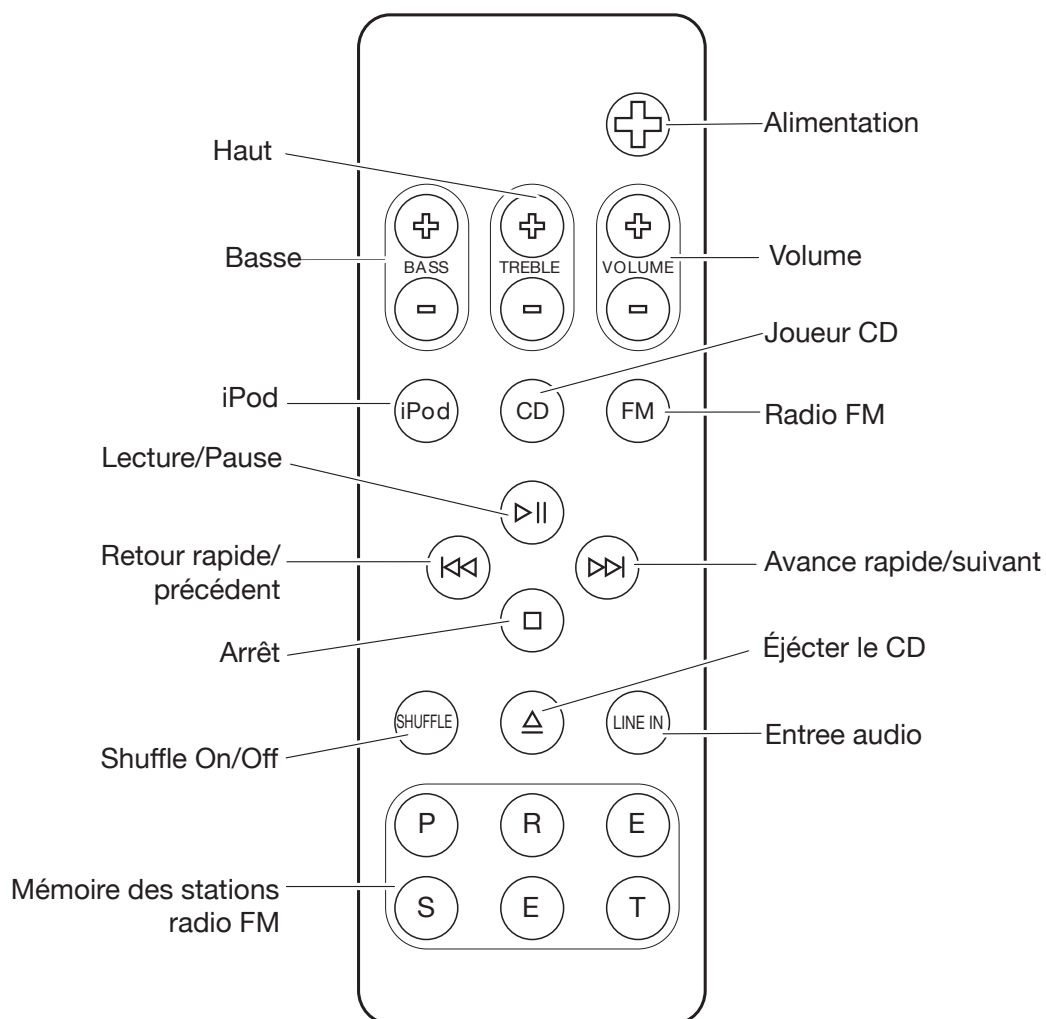 Alimentation
Haut
Basse
BASS
TREBLE
VOLUME
Volume
Joueur CD
iPod
iPod
CD
FM
Radio FM
Lecture/Pause
Retour rapide/
précédent
Avance rapide/suivant
Arrêt
Éjécter le CD
SHUFFLE
LINE IN
Shuffle On/Off
Entree audio
P R E
Mémoire des stations
radio FM
S E T